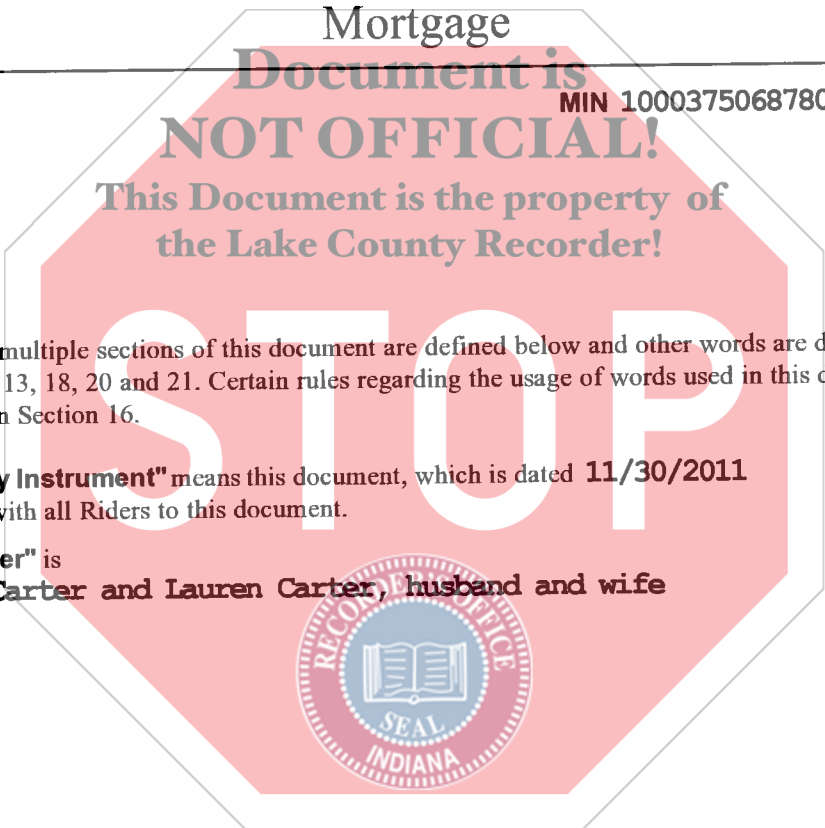 Mortgage
Document is
MIN 1000375068780
NOT OFFICIAL!
This Document is the property of
the Lake County Recorder!
STOP
multiple sections of this document are defined below and other words are d
13, 18, 20 and 21. Certain rules regarding the usage of words used in this d
n Section 16.
y Instrument" means this document, which is dated 11/30/2011
with all Riders to this document.
er" is
Carter and Lauren Carter, husband and wife
RECORDER'S OFFICE
SEAL
INDIANA